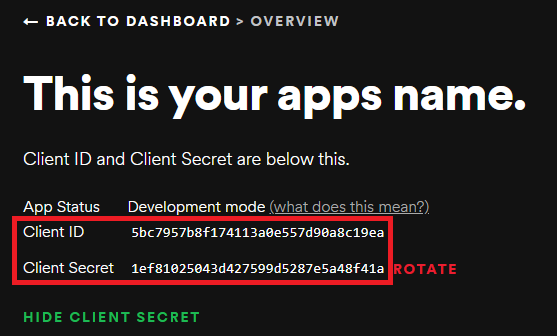 ← BACK TO DASHBOARD > OVERVIEW
This is your apps name.
Client ID and Client Secret are below this.
App Status Development mode (what does this mean?)
Client ID 5bc7957b8f174113a0e557d90a8c19ea
Client Secret 1ef81025043d427599d5287e5a48f41a ROTATE
HIDE CLIENT SECRET